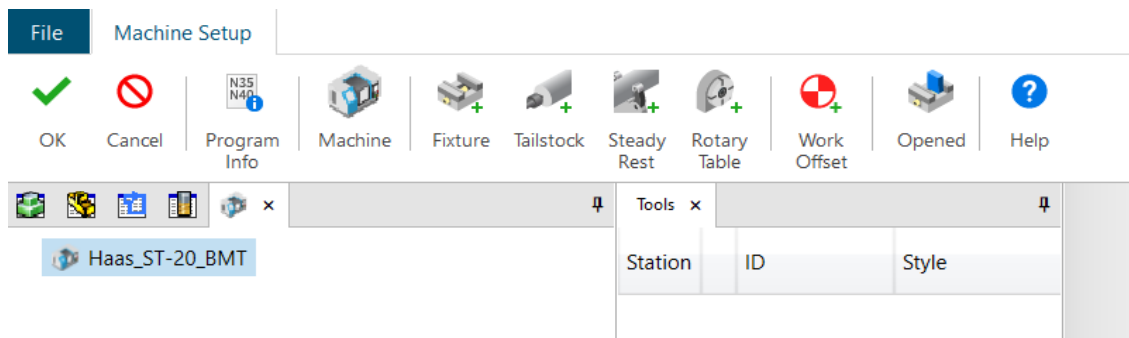 File Machine Setup
N35
N40
OK Cancel Program Info Machine Fixture Tailstock Steady Rest Rotary Table Work Offset Opened Help
Tools
Haas_ST-20_BMT
Station ID Style